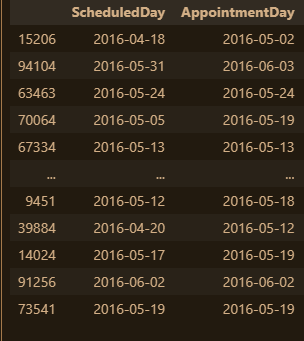 ScheduledDay AppointmentDay
15206 2016-04-18 2016-05-02
94104 2016-05-31 2016-06-03
63463 2016-05-24 2016-05-24
70064 2016-05-05 2016-05-19
67334 2016-05-13 2016-05-13
... ... ...
9451 2016-05-12 2016-05-18
39884 2016-04-20 2016-05-12
14024 2016-05-17 2016-05-19
91256 2016-06-02 2016-06-02
73541 2016-05-19 2016-05-19